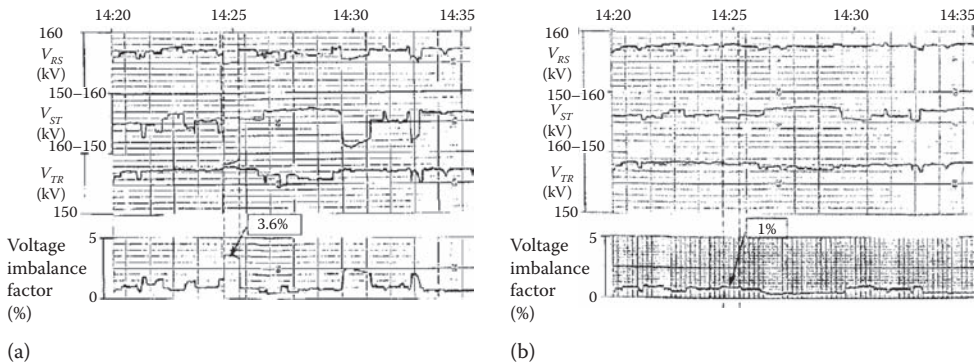 14:20 14:25 14:30 14:35
160
V_RS
(kV)
150–160
V_ST
(kV)
160–150
V_TR
(kV)
150
3.6%
Voltage
imbalance
factor
(%)
5
0
(a)
14:20 14:25 14:30 14:35
160
V_RS
(kV)
150–160
V_ST
(kV)
160–150
V_TR
(kV)
150
1%
Voltage
imbalance
factor
(%)
5
0
(b)